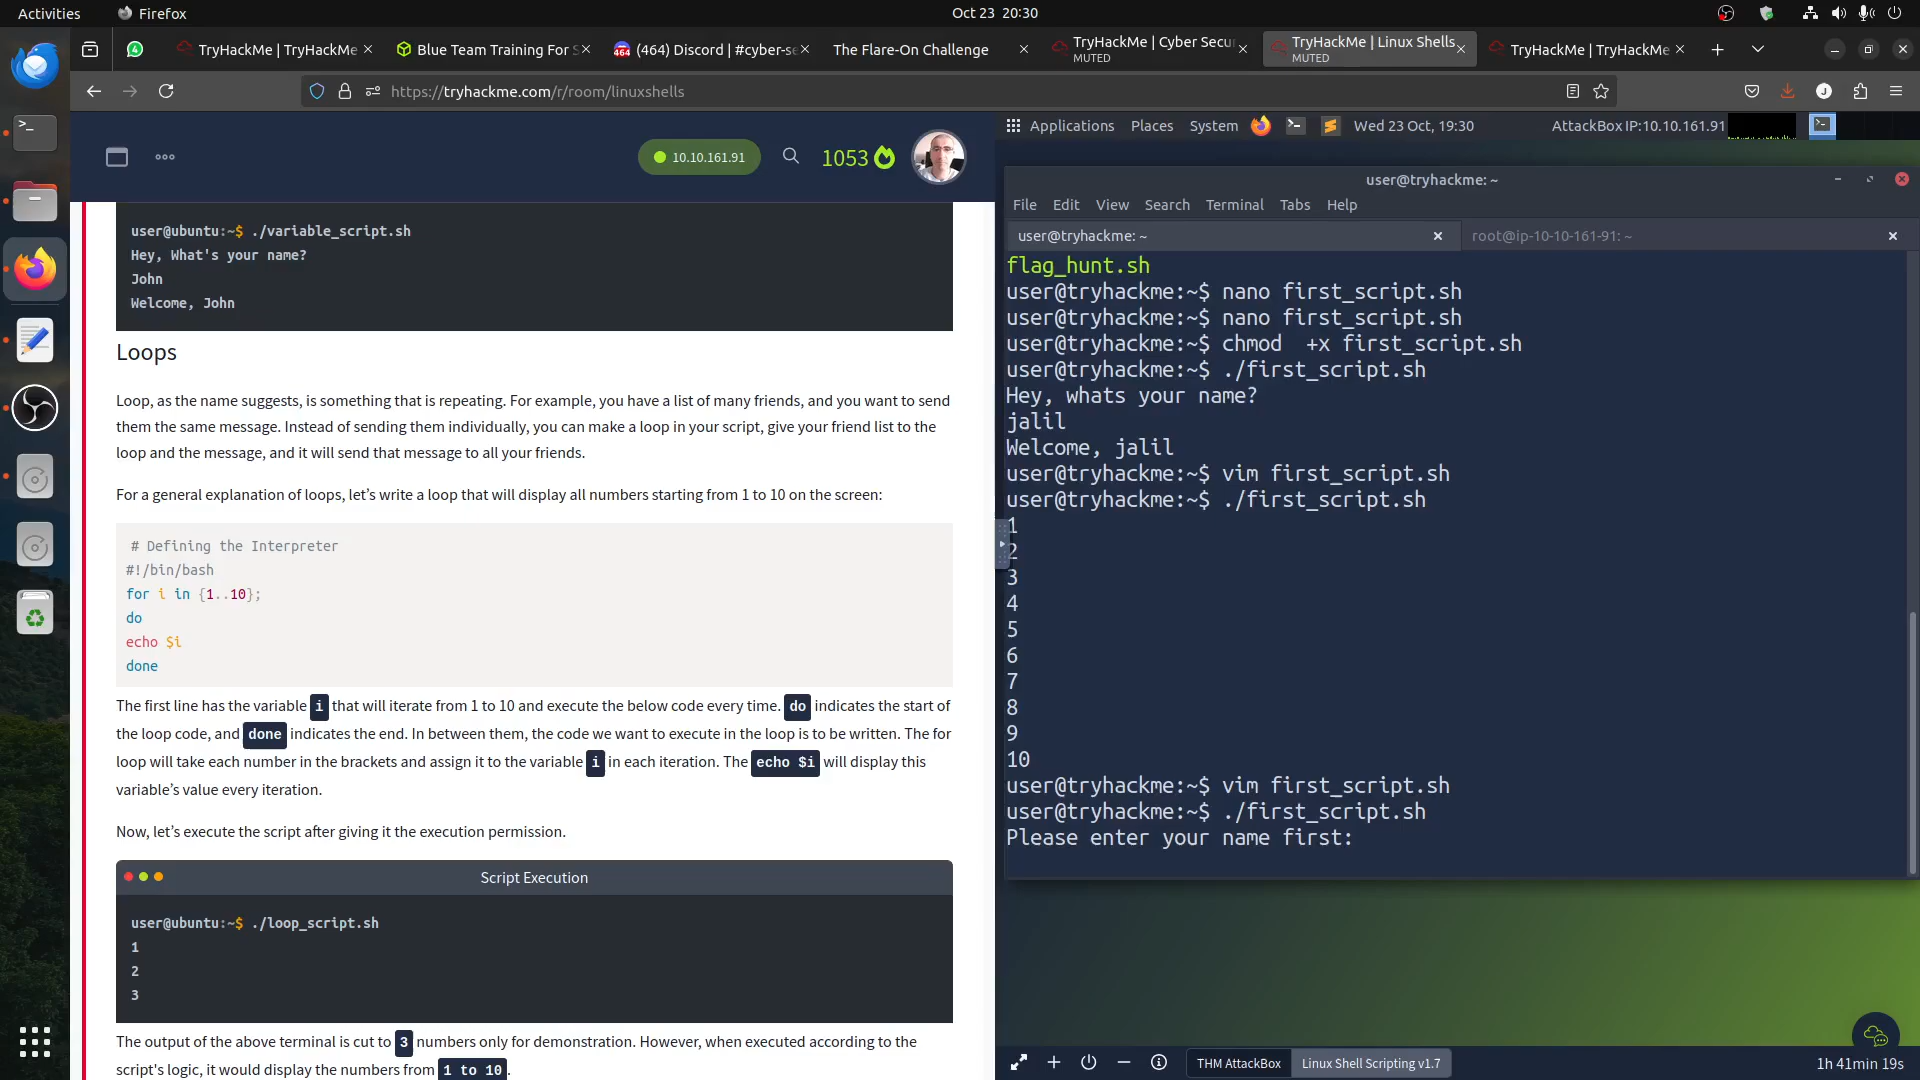 Activities
Firefox
Oct 23 20:30
TryHackMe | TryHackMe
Blue Team Training For S
(464) Discord | #cyber-se
The Flare-On Challenge
TryHackMe | Cyber Secu
MUTED
TryHackMe | Linux Shells
MUTED
TryHackMe | TryHackMe
https://tryhackme.com/r/room/linuxshells
10.10.161.91
1053
user@ubuntu:~$ ./variable_script.sh
Hey, What's your name?
John
Welcome, John
Loops
Loop, as the name suggests, is something that is repeating. For example, you have a list of many friends, and you want to send
them the same message. Instead of sending them individually, you can make a loop in your script, give your friend list to the
loop and the message, and it will send that message to all your friends.
For a general explanation of loops, let's write a loop that will display all numbers starting from 1 to 10 on the screen:
# Defining the Interpreter
#!/bin/bash
for i in {1..10};
do
echo $i
done
The first line has the variable i that will iterate from 1 to 10 and execute the below code every time. do indicates the start of
the loop code, and done indicates the end. In between them, the code we want to execute in the loop is to be written. The for
loop will take each number in the brackets and assign it to the variable i in each iteration. The echo $i will display this
variable's value every iteration.
Now, let's execute the script after giving it the execution permission.
Script Execution
user@ubuntu:~$ ./loop_script.sh
1
2
3
The output of the above terminal is cut to 3 numbers only for demonstration. However, when executed according to the
script's logic, it would display the numbers from 1 to 10.
Applications
Places
System
Wed 23 Oct, 19:30
AttackBox IP:10.10.161.91
user@tryhackme: ~
File Edit View Search Terminal Tabs Help
user@tryhackme: ~
root@ip-10-10-161-91: ~
flag_hunt.sh
user@tryhackme:~$ nano first_script.sh
user@tryhackme:~$ nano first_script.sh
user@tryhackme:~$ chmod  +x first_script.sh
user@tryhackme:~$ ./first_script.sh
Hey, whats your name?
jalil
Welcome, jalil
user@tryhackme:~$ vim first_script.sh
user@tryhackme:~$ ./first_script.sh
1
2
3
4
5
6
7
8
9
10
user@tryhackme:~$ vim first_script.sh
user@tryhackme:~$ ./first_script.sh
Please enter your name first:
THM AttackBox
Linux Shell Scripting v1.7
1h 41min 19s